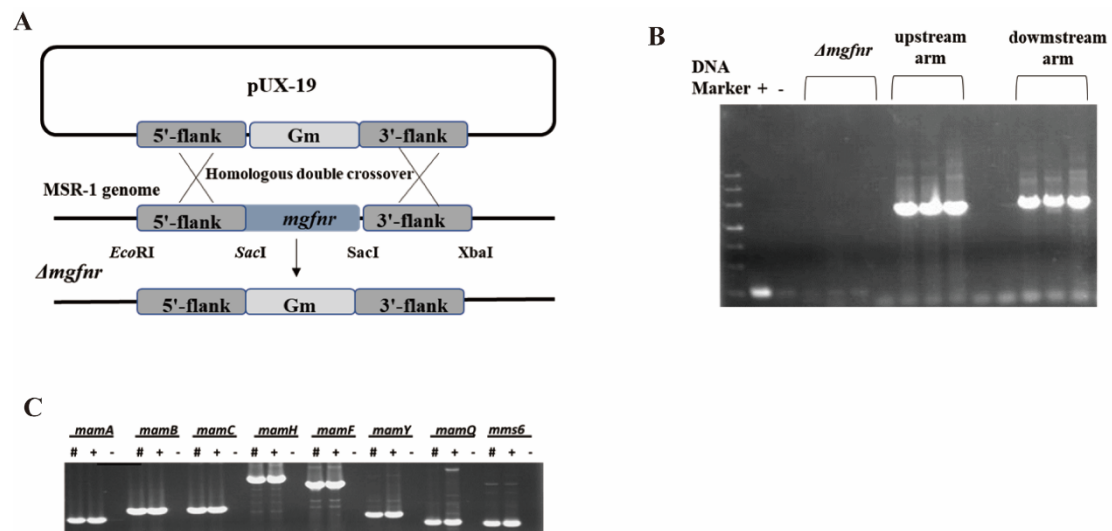 A
pUX-19
5'-flank Gm 3'-flank
Homologous double crossover
MSR-1 genome
5'-flank mgfnr 3'-flank
EcoRI SacI SacI XbaI
Δmgfnr
5'-flank Gm 3'-flank
B
DNA
Marker + -
Δmgfnr
upstream
arm
dowmstream
arm
C
mamA mamB mamC mamH mamF mamY mamQ mms6
# + - # + - # + - # + - # + - # + - # + - # + -